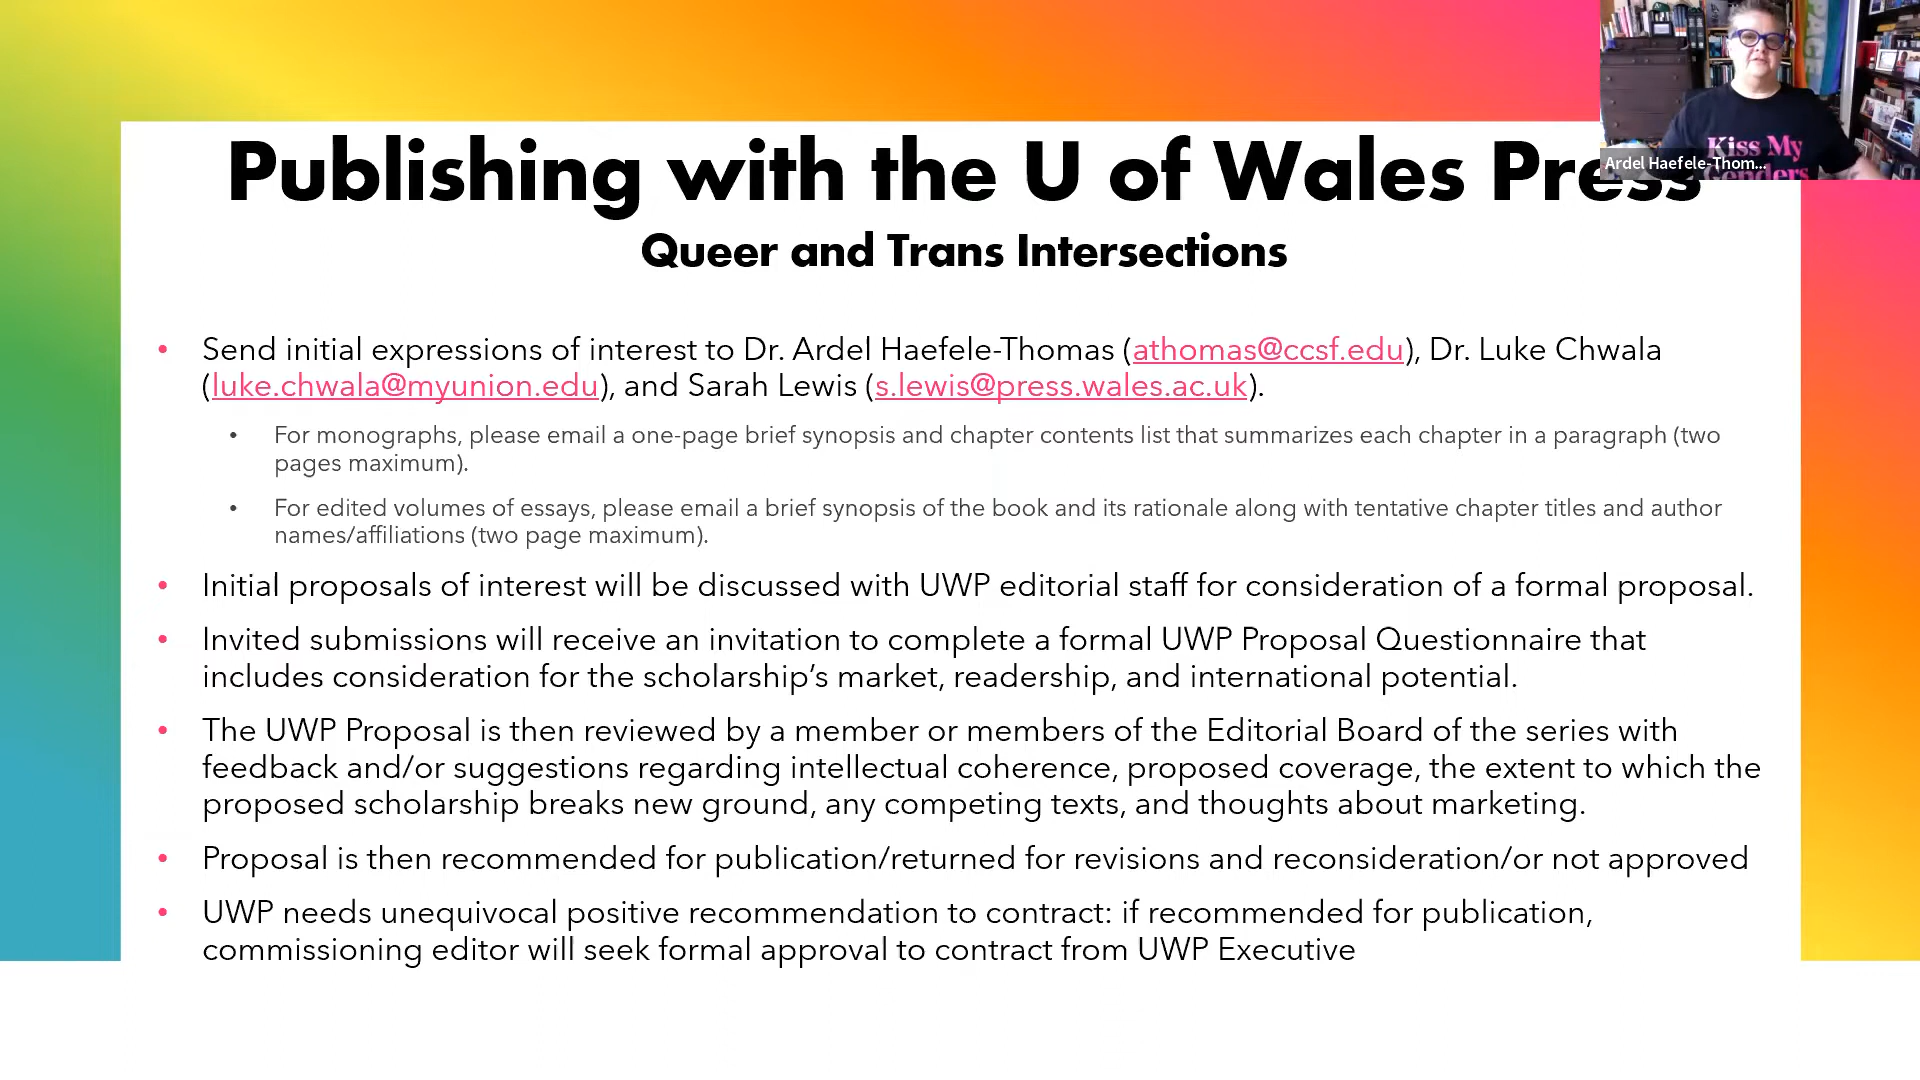 Publishing with the U of Wales Press
Queer and Trans Intersections
Kiss My
Genders
Ardel Haefele-Thom...
• Send initial expressions of interest to Dr. Ardel Haefele-Thomas (athomas@ccsf.edu), Dr. Luke Chwala
(luke.chwala@myunion.edu), and Sarah Lewis (s.lewis@press.wales.ac.uk).
• For monographs, please email a one-page brief synopsis and chapter contents list that summarizes each chapter in a paragraph (two
pages maximum).
• For edited volumes of essays, please email a brief synopsis of the book and its rationale along with tentative chapter titles and author
names/affiliations (two page maximum).
• Initial proposals of interest will be discussed with UWP editorial staff for consideration of a formal proposal.
• Invited submissions will receive an invitation to complete a formal UWP Proposal Questionnaire that
includes consideration for the scholarship’s market, readership, and international potential.
• The UWP Proposal is then reviewed by a member or members of the Editorial Board of the series with
feedback and/or suggestions regarding intellectual coherence, proposed coverage, the extent to which the
proposed scholarship breaks new ground, any competing texts, and thoughts about marketing.
• Proposal is then recommended for publication/returned for revisions and reconsideration/or not approved
• UWP needs unequivocal positive recommendation to contract: if recommended for publication,
commissioning editor will seek formal approval to contract from UWP Executive